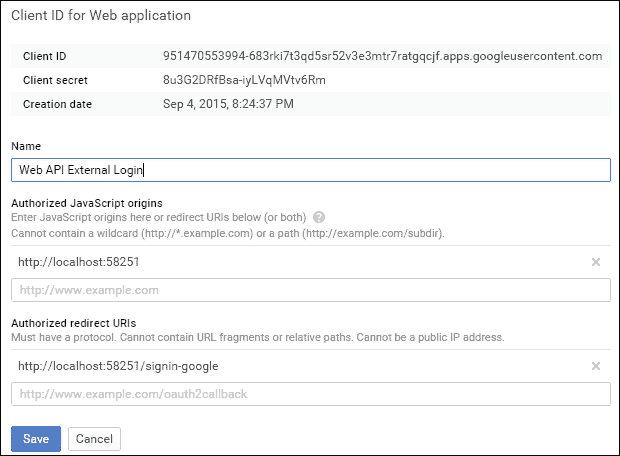 Client ID for Web application
Client ID 951470553994-683rki7t3qd5sr52v3e3mtr7ratgqcjf.apps.googleusercontent.com
Client secret 8u3G2DRfBsa-iyLVqMVtv6Rm
Creation date Sep 4, 2015, 8:24:37 PM
Name
Web API External Login
Authorized JavaScript origins
Enter JavaScript origins here or redirect URIs below (or both) ?
Cannot contain a wildcard (http://*.example.com) or a path (http://example.com/subdir).
http://localhost:58251 ×
http://www.example.com
Authorized redirect URIs
Must have a protocol. Cannot contain URL fragments or relative paths. Cannot be a public IP address.
http://localhost:58251/signin-google ×
http://www.example.com/oauth2callback
Save Cancel